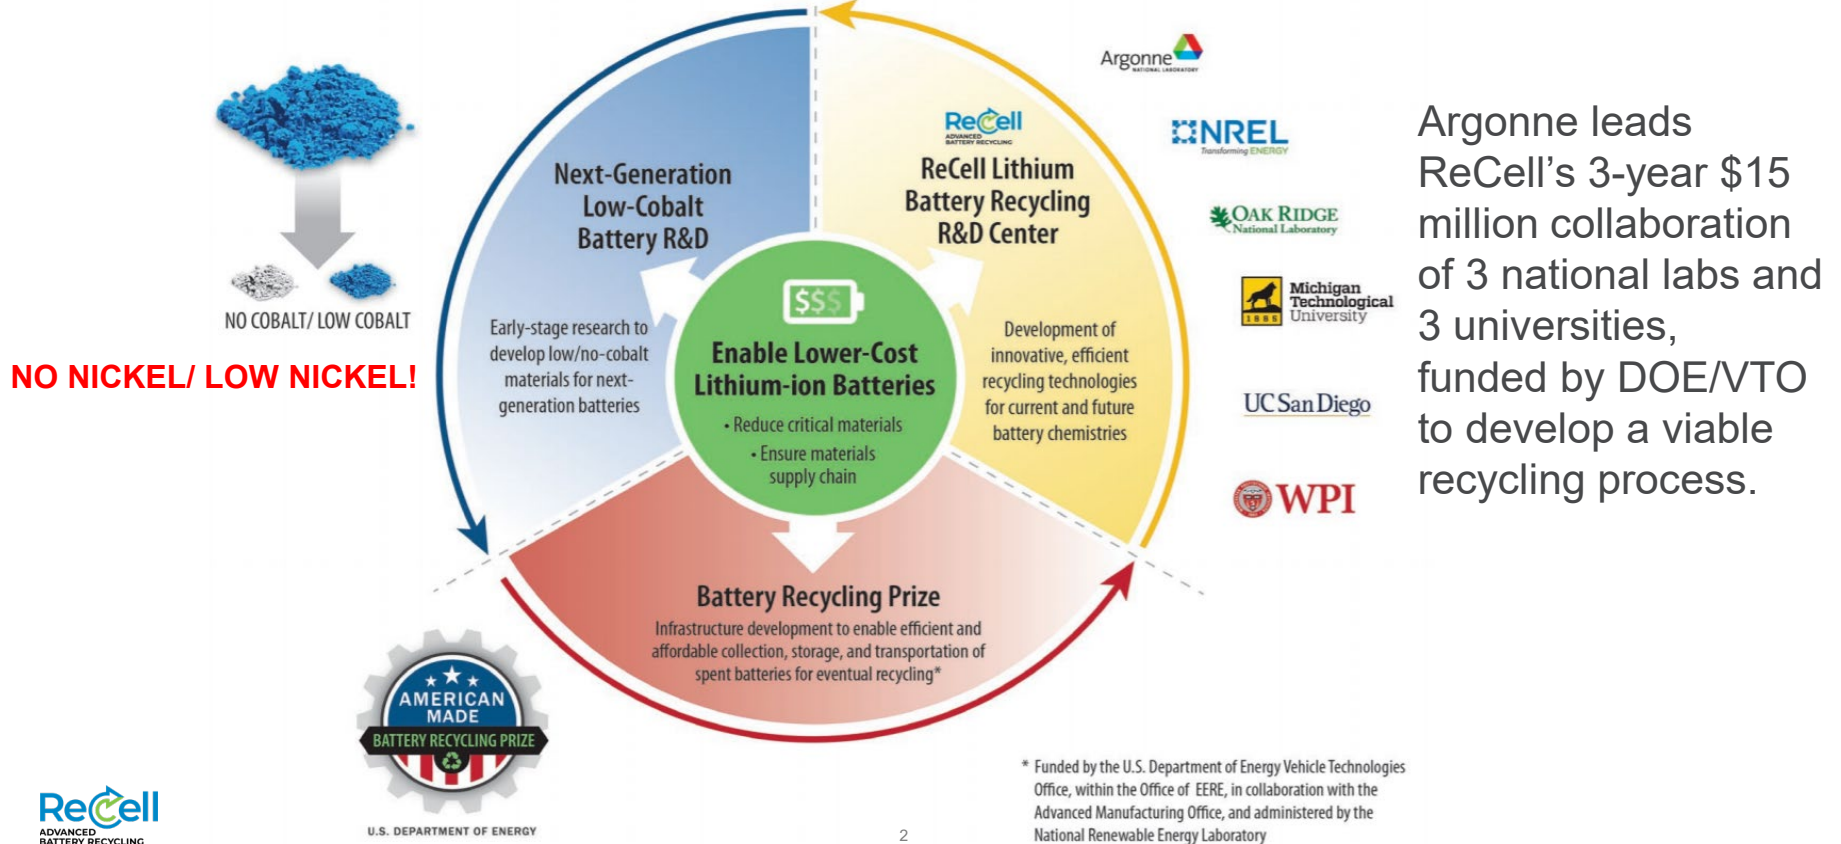 NO COBALT/ LOW COBALT
NO NICKEL/ LOW NICKEL!
Next-Generation
Low-Cobalt
Battery R&D
Early-stage research to
develop low/no-cobalt
materials for next-
generation batteries
ReCell
ADVANCED
BATTERY RECYCLING
ReCell Lithium
Battery Recycling
R&D Center
Development of
innovative, efficient
recycling technologies
for current and future
battery chemistries
$$$
Enable Lower-Cost
Lithium-ion Batteries
• Reduce critical materials
• Ensure materials
supply chain
Battery Recycling Prize
Infrastructure development to enable efficient and
affordable collection, storage, and transportation of
spent batteries for eventual recycling*
Argonne
NATIONAL LABORATORY
NREL
Transforming ENERGY
OAK RIDGE
National Laboratory
Michigan
Technological
University
1885
UC San Diego
WPI
Argonne leads
ReCell’s 3-year $15
million collaboration
of 3 national labs and
3 universities,
funded by DOE/VTO
to develop a viable
recycling process.
AMERICAN
MADE
BATTERY RECYCLING PRIZE
U.S. DEPARTMENT OF ENERGY
ReCell
ADVANCED
BATTERY RECYCLING
2
* Funded by the U.S. Department of Energy Vehicle Technologies
Office, within the Office of EERE, in collaboration with the
Advanced Manufacturing Office, and administered by the
National Renewable Energy Laboratory